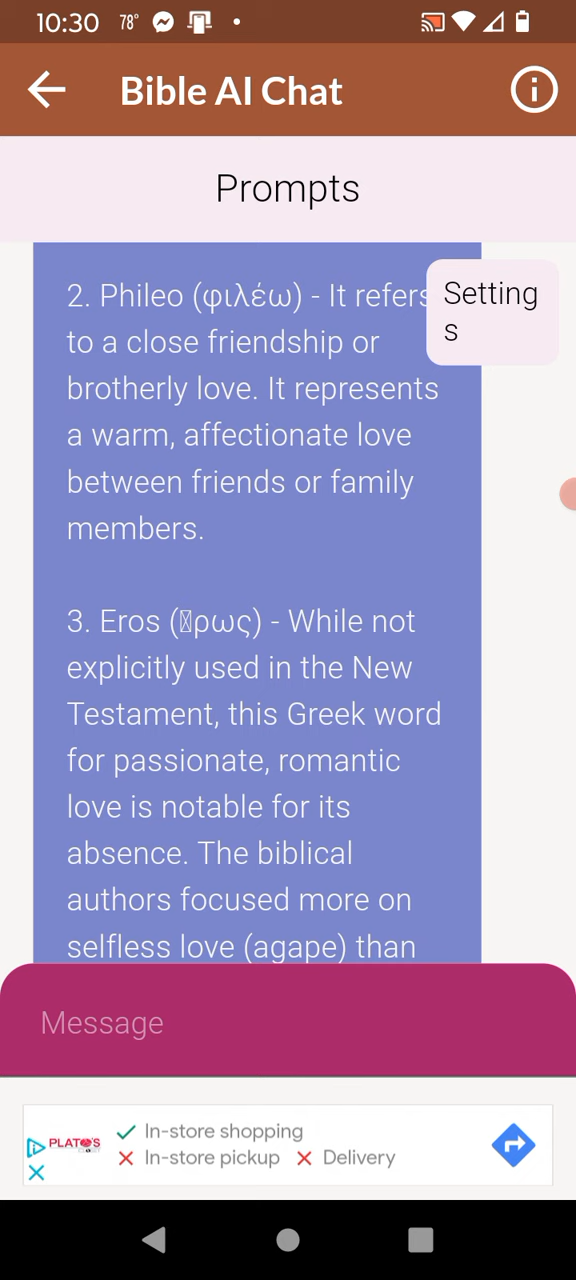 10:30 78°
Bible AI Chat
Prompts
Setting
s
2. Phileo (φιλέω) - It refers
to a close friendship or
brotherly love. It represents
a warm, affectionate love
between friends or family
members.
3. Eros (ρως) - While not
explicitly used in the New
Testament, this Greek word
for passionate, romantic
love is notable for its
absence. The biblical
authors focused more on
selfless love (agape) than
Message
PLATO'S
In-store shopping
In-store pickup Delivery